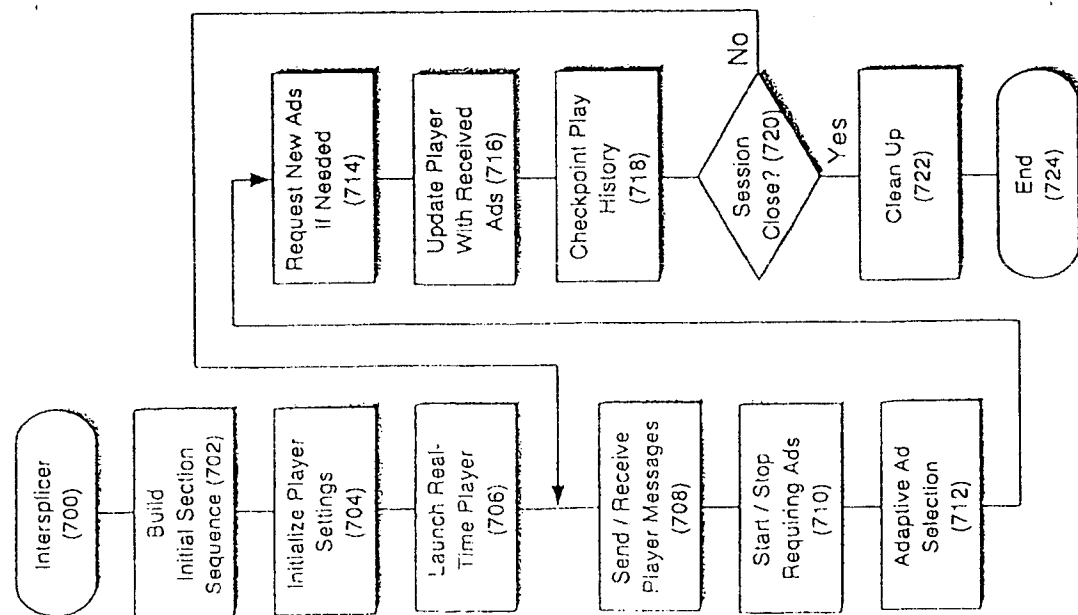 Intersplicer
(700)
Build
Initial Section
Sequence (702)
Initialize Player
Settings
(704)
Launch Real-
Time Player
(706)
Send / Receive
Player Messages
(708)
Start / Stop
Requiring Ads
(710)
Adaptive Ad
Selection
(712)
Request New Ads
If Needed
(714)
Update Player
With Received
Ads (716)
Checkpoint Play
History
(718)
Session
Close? (720)
No
Yes
Clean Up
(722)
End
(724)